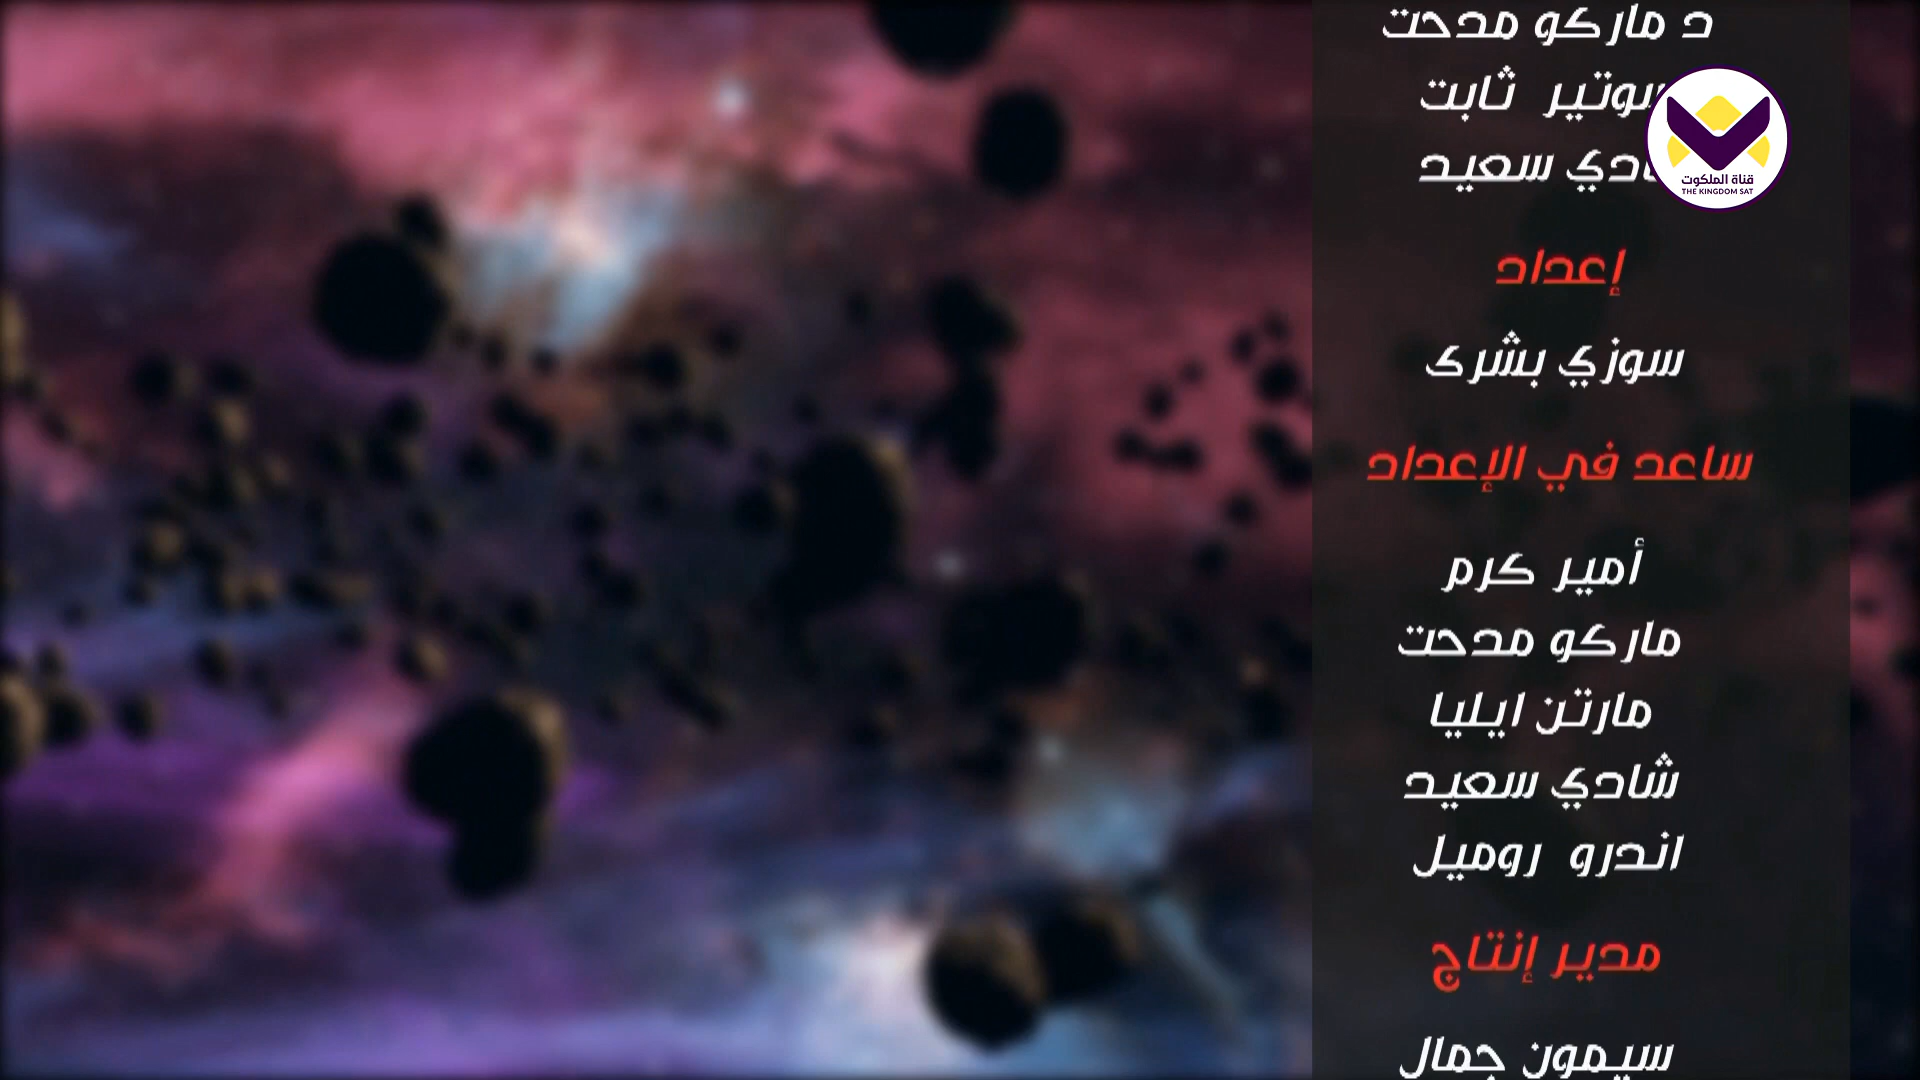 د ماركو مدحت
ثابت
سعيد
قناة الملكوت
THE KINGDOM SAT
إعداد
سوزي بشرى
ساعد في الإعداد
أمير كرم
ماركو مدحت
مارتن ايليا
شادي سعيد
اندرو روميل
مدير إنتاج
سيمون جمال